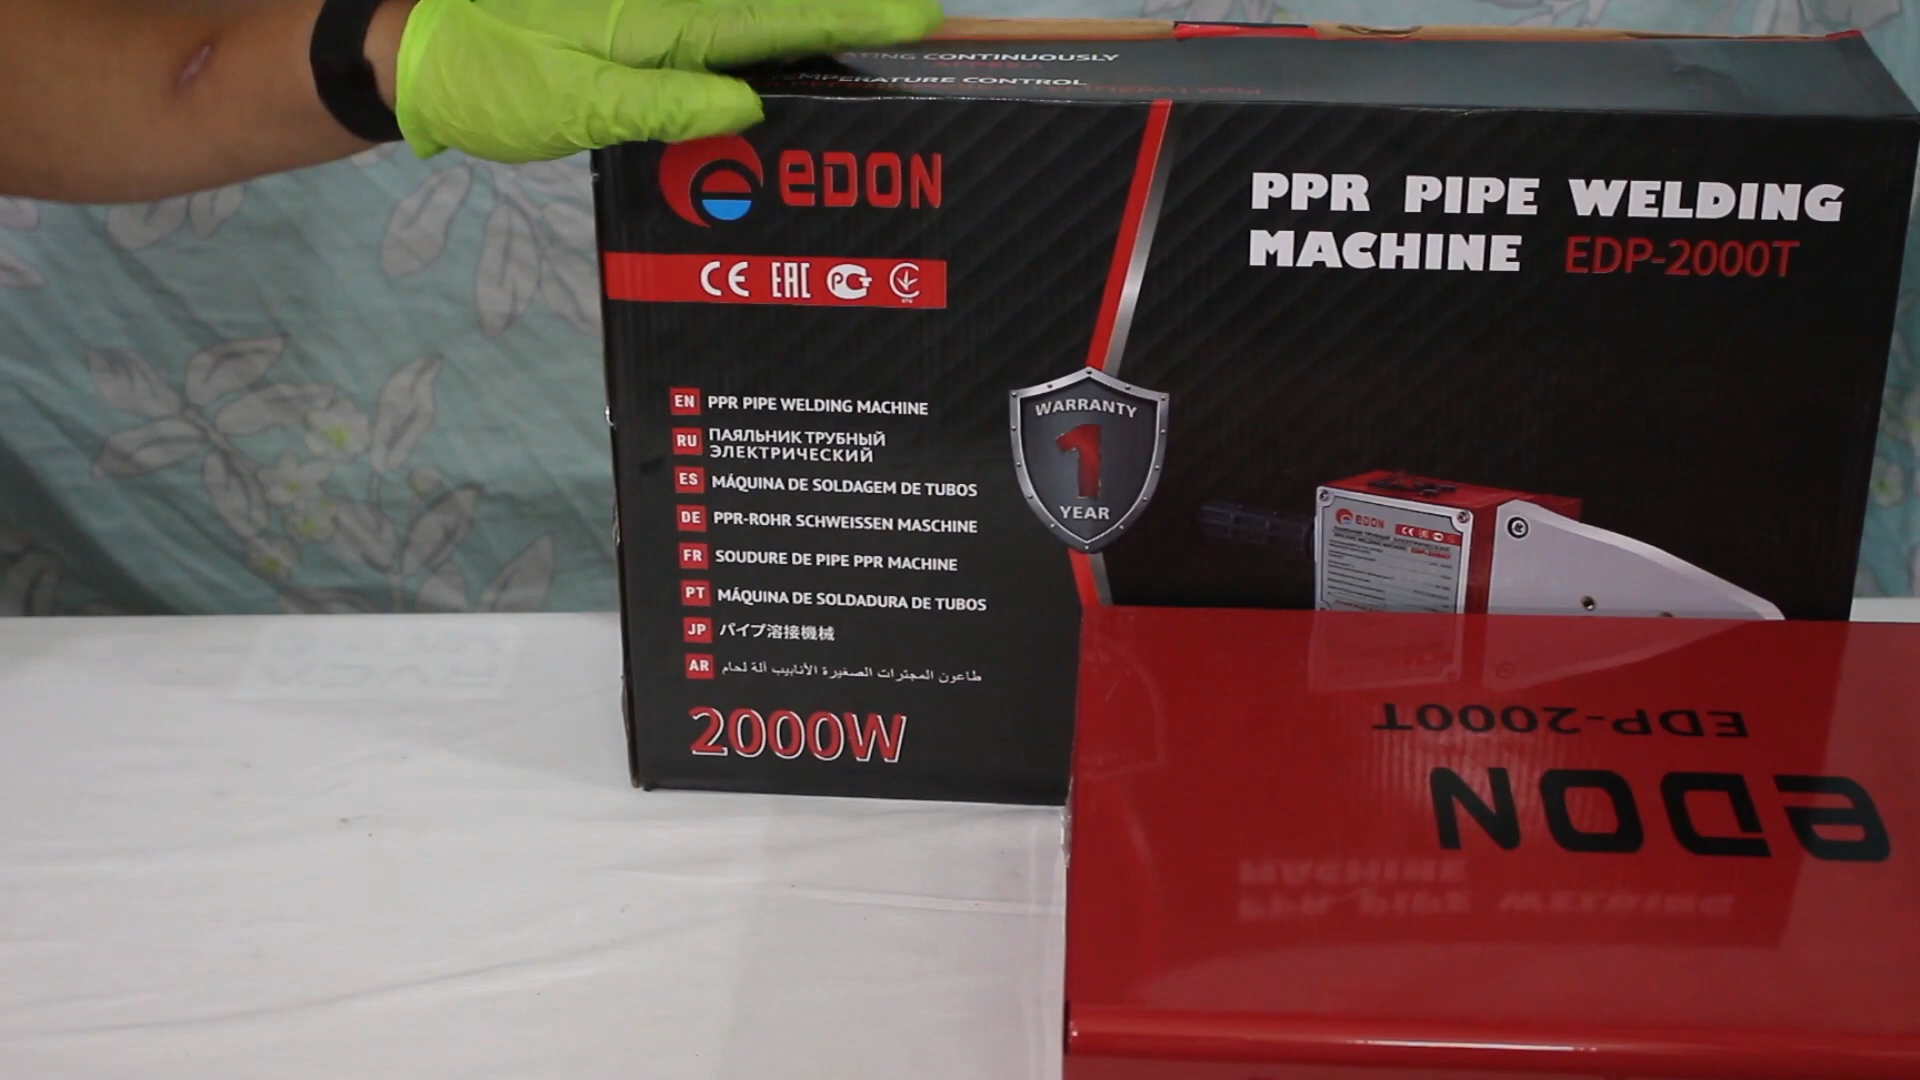 ATING CONTINUOUSLY
TEMPERATURE CONTROL
eDON
CE EAC
PPR PIPE WELDING
MACHINE EDP-2000T
EN PPR PIPE WELDING MACHINE
RU ПАЯЛЬНИК ТРУБНЫЙ
ЭЛЕКТРИЧЕСКИЙ
ES MÁQUINA DE SOLDAGEM DE TUBOS
DE PPR-ROHR SCHWEISSEN MASCHINE
FR SOUDURE DE PIPE PPR MACHINE
PT MÁQUINA DE SOLDADURA DE TUBOS
JP パイプ溶接機械
AR طاعون المجترات الصغيرة الأنابيب آلة لحام
2000W
WARRANTY
1
YEAR
eDON
EDP-2000T
eDON